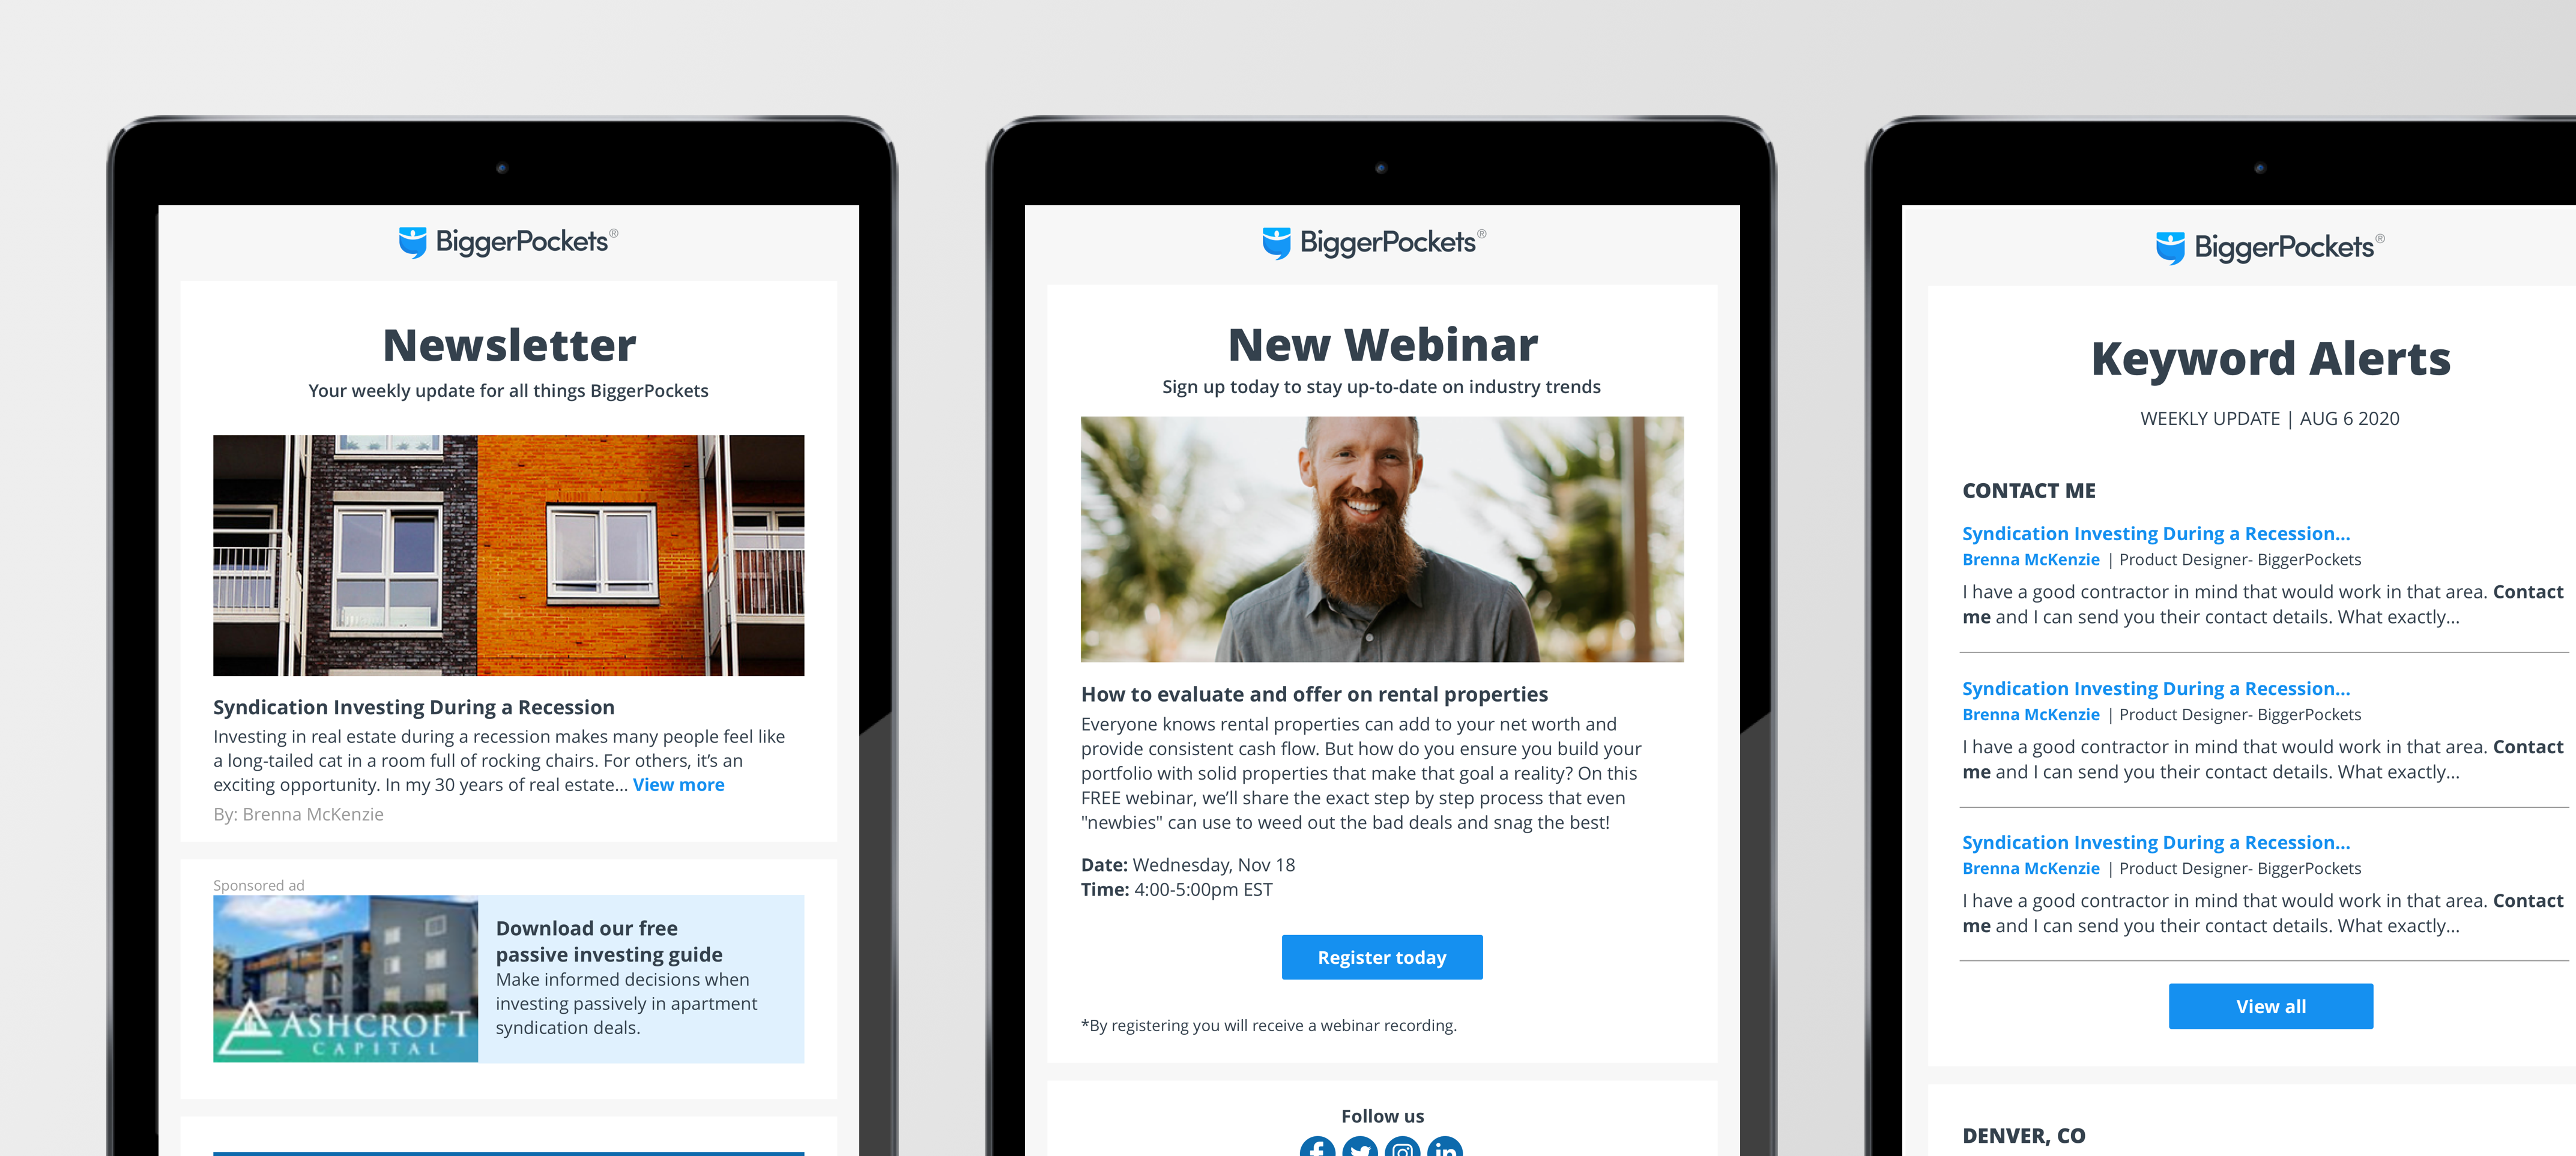 BiggerPockets®
Newsletter
Your weekly update for all things BiggerPockets
Syndication Investing During a Recession
Investing in real estate during a recession makes many people feel like
a long-tailed cat in a room full of rocking chairs. For others, it’s an
exciting opportunity. In my 30 years of real estate... View more
By: Brenna McKenzie
Sponsored ad
ASHCROFT
CAPITAL
Download our free
passive investing guide
Make informed decisions when
investing passively in apartment
syndication deals.
BiggerPockets®
New Webinar
Sign up today to stay up-to-date on industry trends
How to evaluate and offer on rental properties
Everyone knows rental properties can add to your net worth and
provide consistent cash flow. But how do you ensure you build your
portfolio with solid properties that make that goal a reality? On this
FREE webinar, we’ll share the exact step by step process that even
"newbies" can use to weed out the bad deals and snag the best!
Date: Wednesday, Nov 18
Time: 4:00-5:00pm EST
Register today
*By registering you will receive a webinar recording.
Follow us
BiggerPockets®
Keyword Alerts
WEEKLY UPDATE | AUG 6 2020
CONTACT ME
Syndication Investing During a Recession...
Brenna McKenzie | Product Designer- BiggerPockets
I have a good contractor in mind that would work in that area. Contact
me and I can send you their contact details. What exactly...
Syndication Investing During a Recession...
Brenna McKenzie | Product Designer- BiggerPockets
I have a good contractor in mind that would work in that area. Contact
me and I can send you their contact details. What exactly...
Syndication Investing During a Recession...
Brenna McKenzie | Product Designer- BiggerPockets
I have a good contractor in mind that would work in that area. Contact
me and I can send you their contact details. What exactly...
View all
DENVER, CO